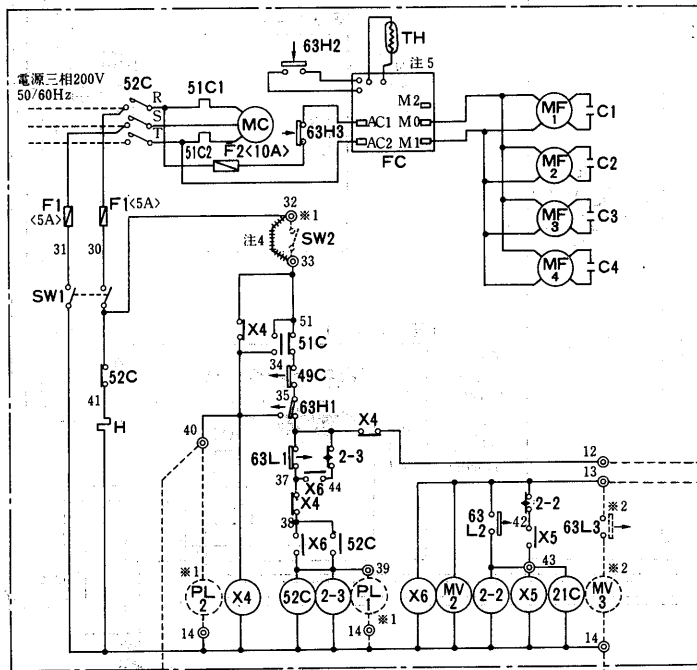 TH
63H2
注5
電源三相200V
50/60Hz
52C
R
S
T
51C1
MC
51C2
F2<10A>
63H3
M2
AC1 M0
AC2 M1
FC
MF
1
C1
MF
2
C2
MF
3
C3
MF
4
C4
F1
<5A>
F1<5A>
31
30
32
※1
注4
SW2
33
SW1
X4
51
51C
34
49C
35
63H1
52C
41
H
40
X4
12
13
63L1
2-3
37
X6
44
X4
38
X6
52C
39
63
L2
42
2-2
X5
43
※2
63L3
※2
※1
PL
2
14
X4
52C
2-3
PL
1
14
※1
X6
MV
2
2-2
X5
21C
MV
3
14